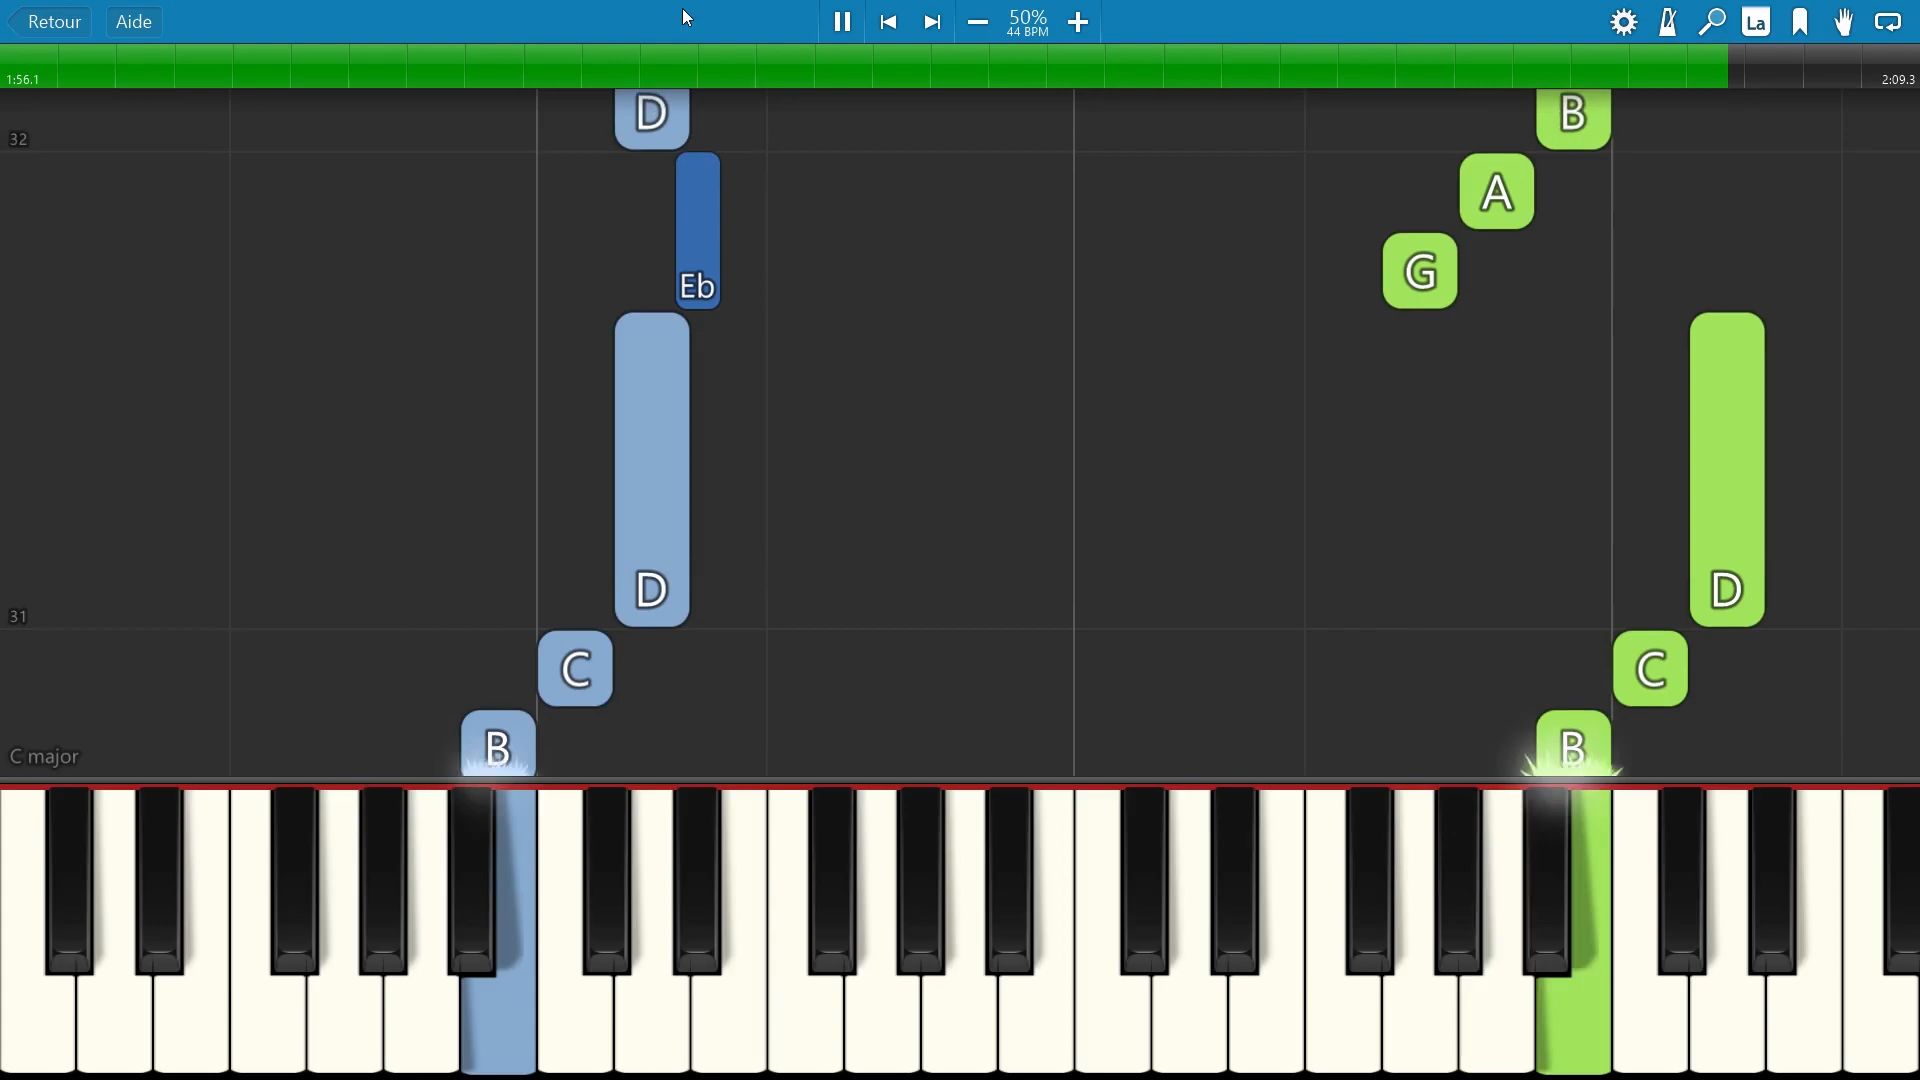 Retour
Aide
50%
44 BPM
La
1:56.1
2:09.3
D
B
32
A
G
Eb
D
D
31
C
C
B
B
C major